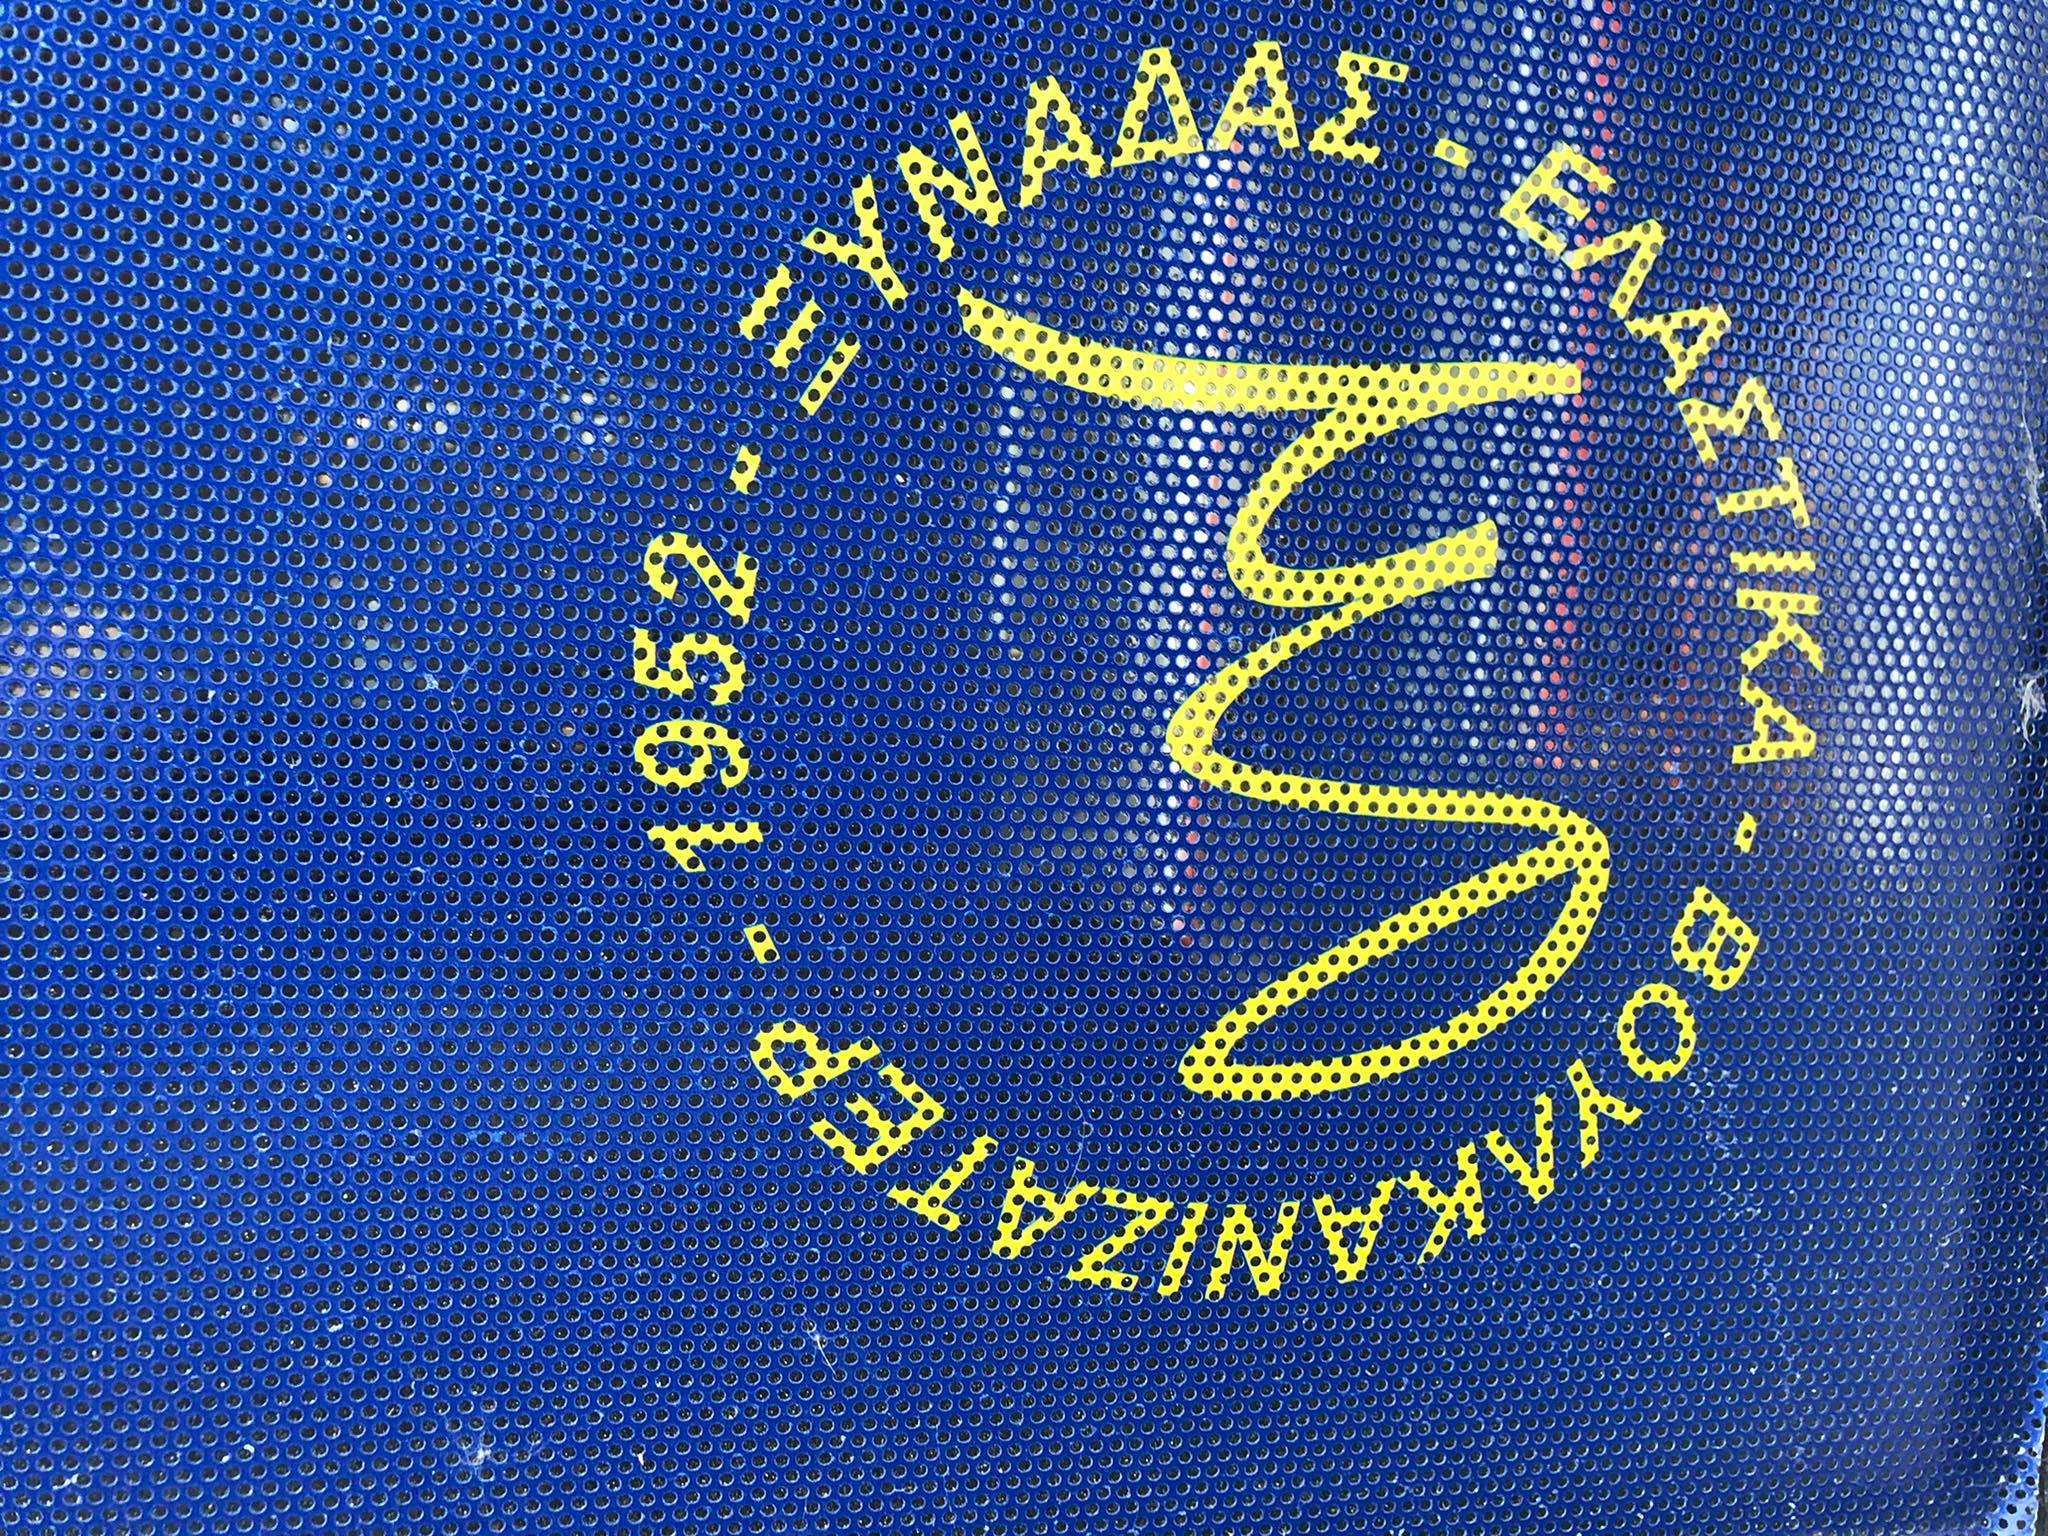 ΞΥΝΑΔΑΣ - ΕΛΑΣΤΙΚΑ - ΒΟΥΛΚΑΝΙΖΑΤΕΡ - 1952 -